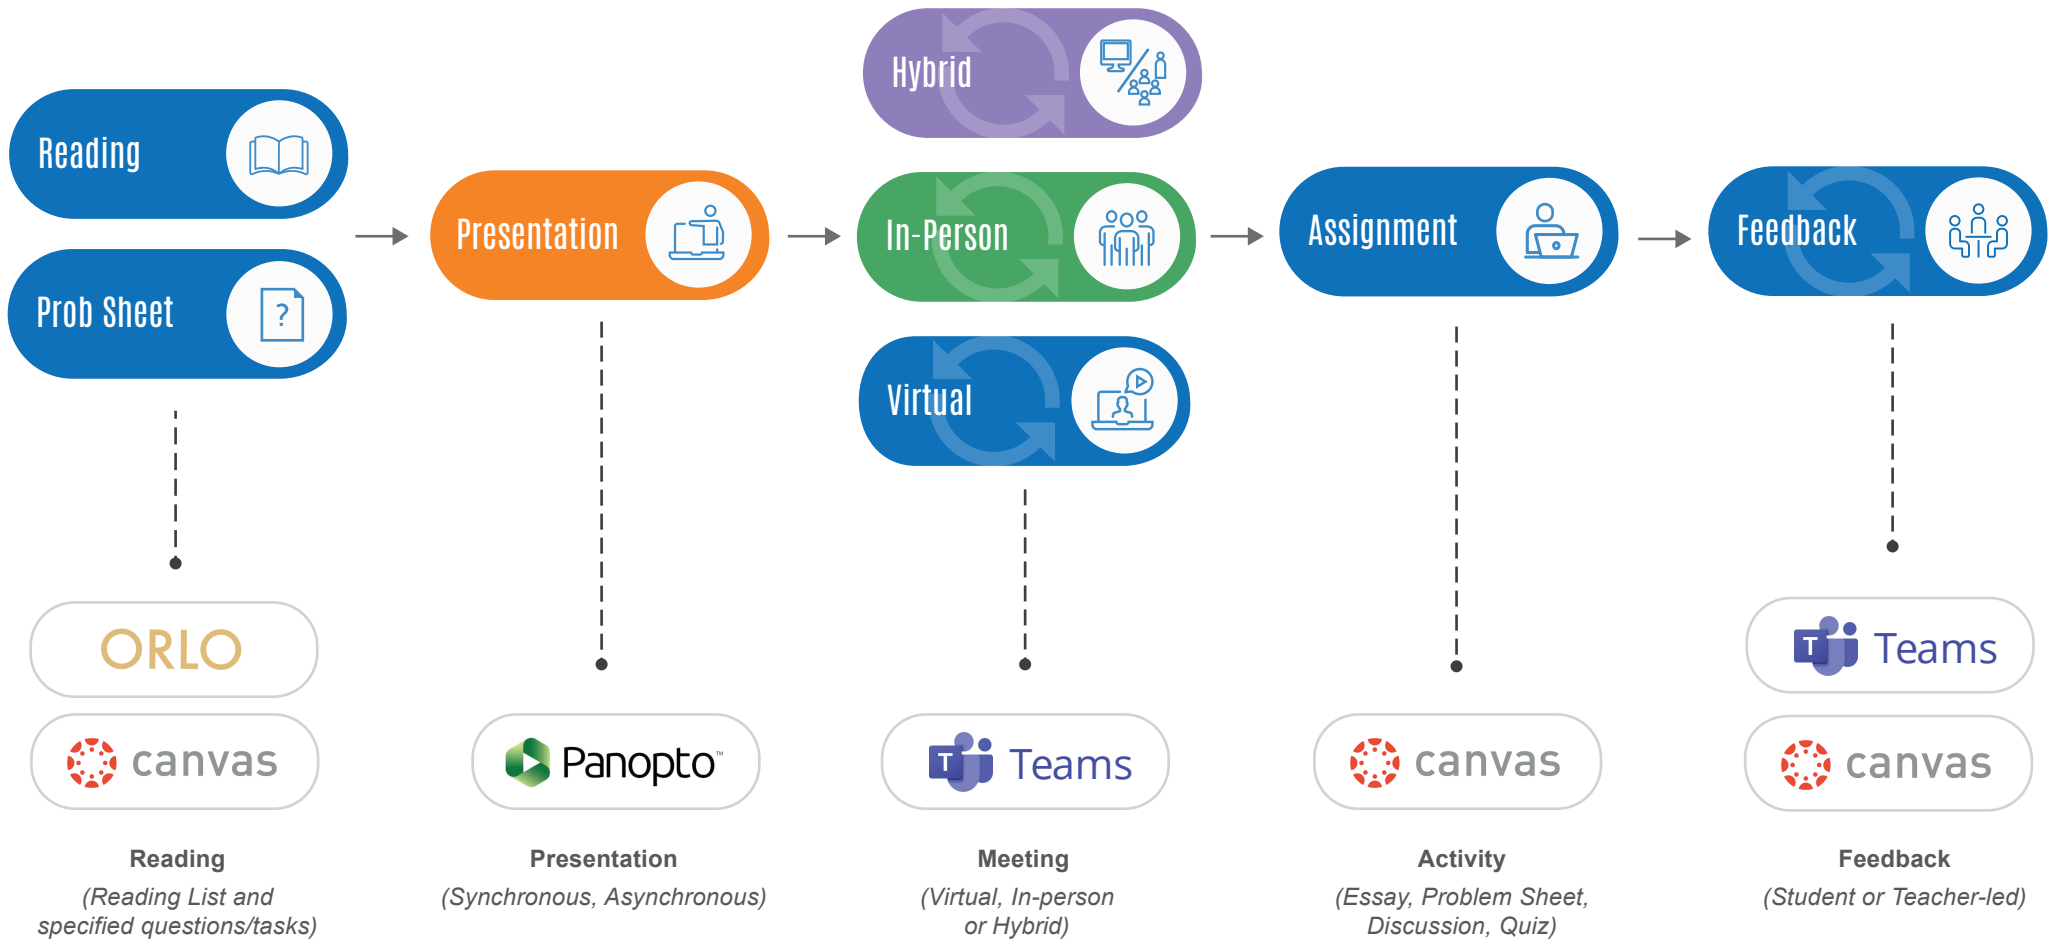 Hybrid
Reading
Prob Sheet
?
Presentation
In-Person
Virtual
Assignment
Feedback
ORLO
canvas
Panopto™
T Teams
canvas
T Teams
canvas
Reading
(Reading List and
specified questions/tasks)
Presentation
(Synchronous, Asynchronous)
Meeting
(Virtual, In-person
or Hybrid)
Activity
(Essay, Problem Sheet,
Discussion, Quiz)
Feedback
(Student or Teacher-led)